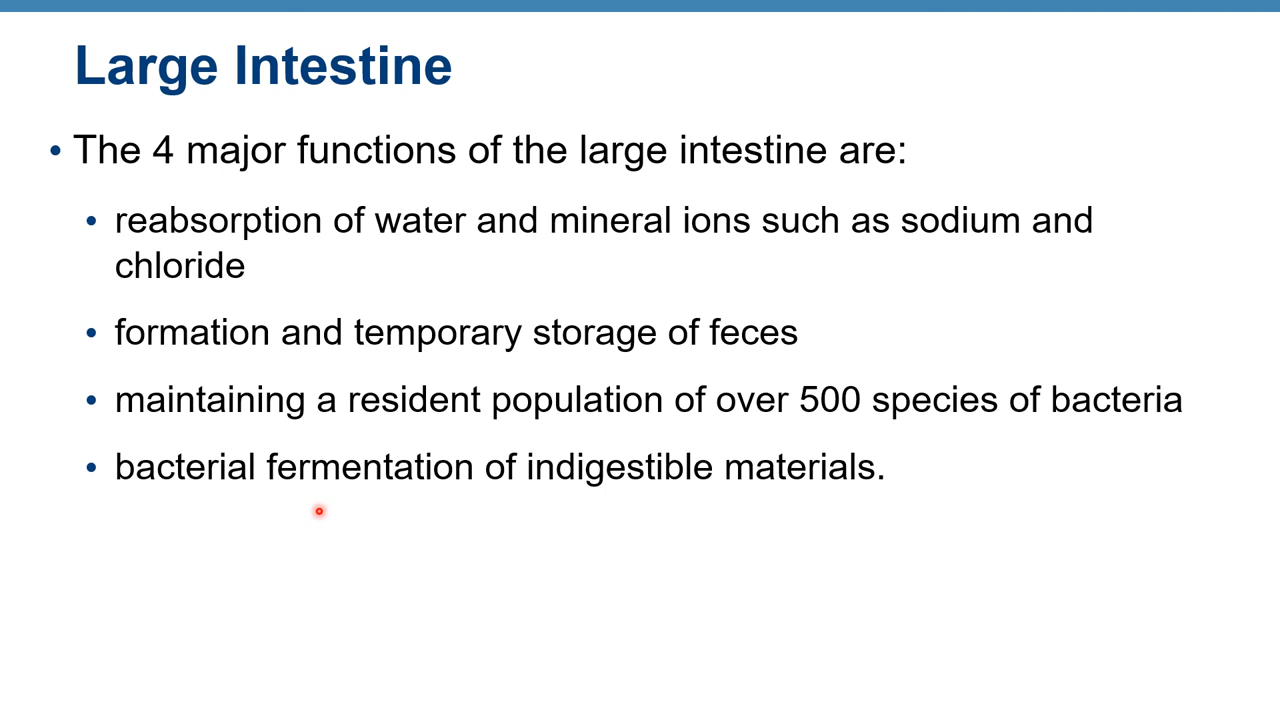 Large Intestine
• The 4 major functions of the large intestine are:
• reabsorption of water and mineral ions such as sodium and
chloride
• formation and temporary storage of feces
• maintaining a resident population of over 500 species of bacteria
• bacterial fermentation of indigestible materials.